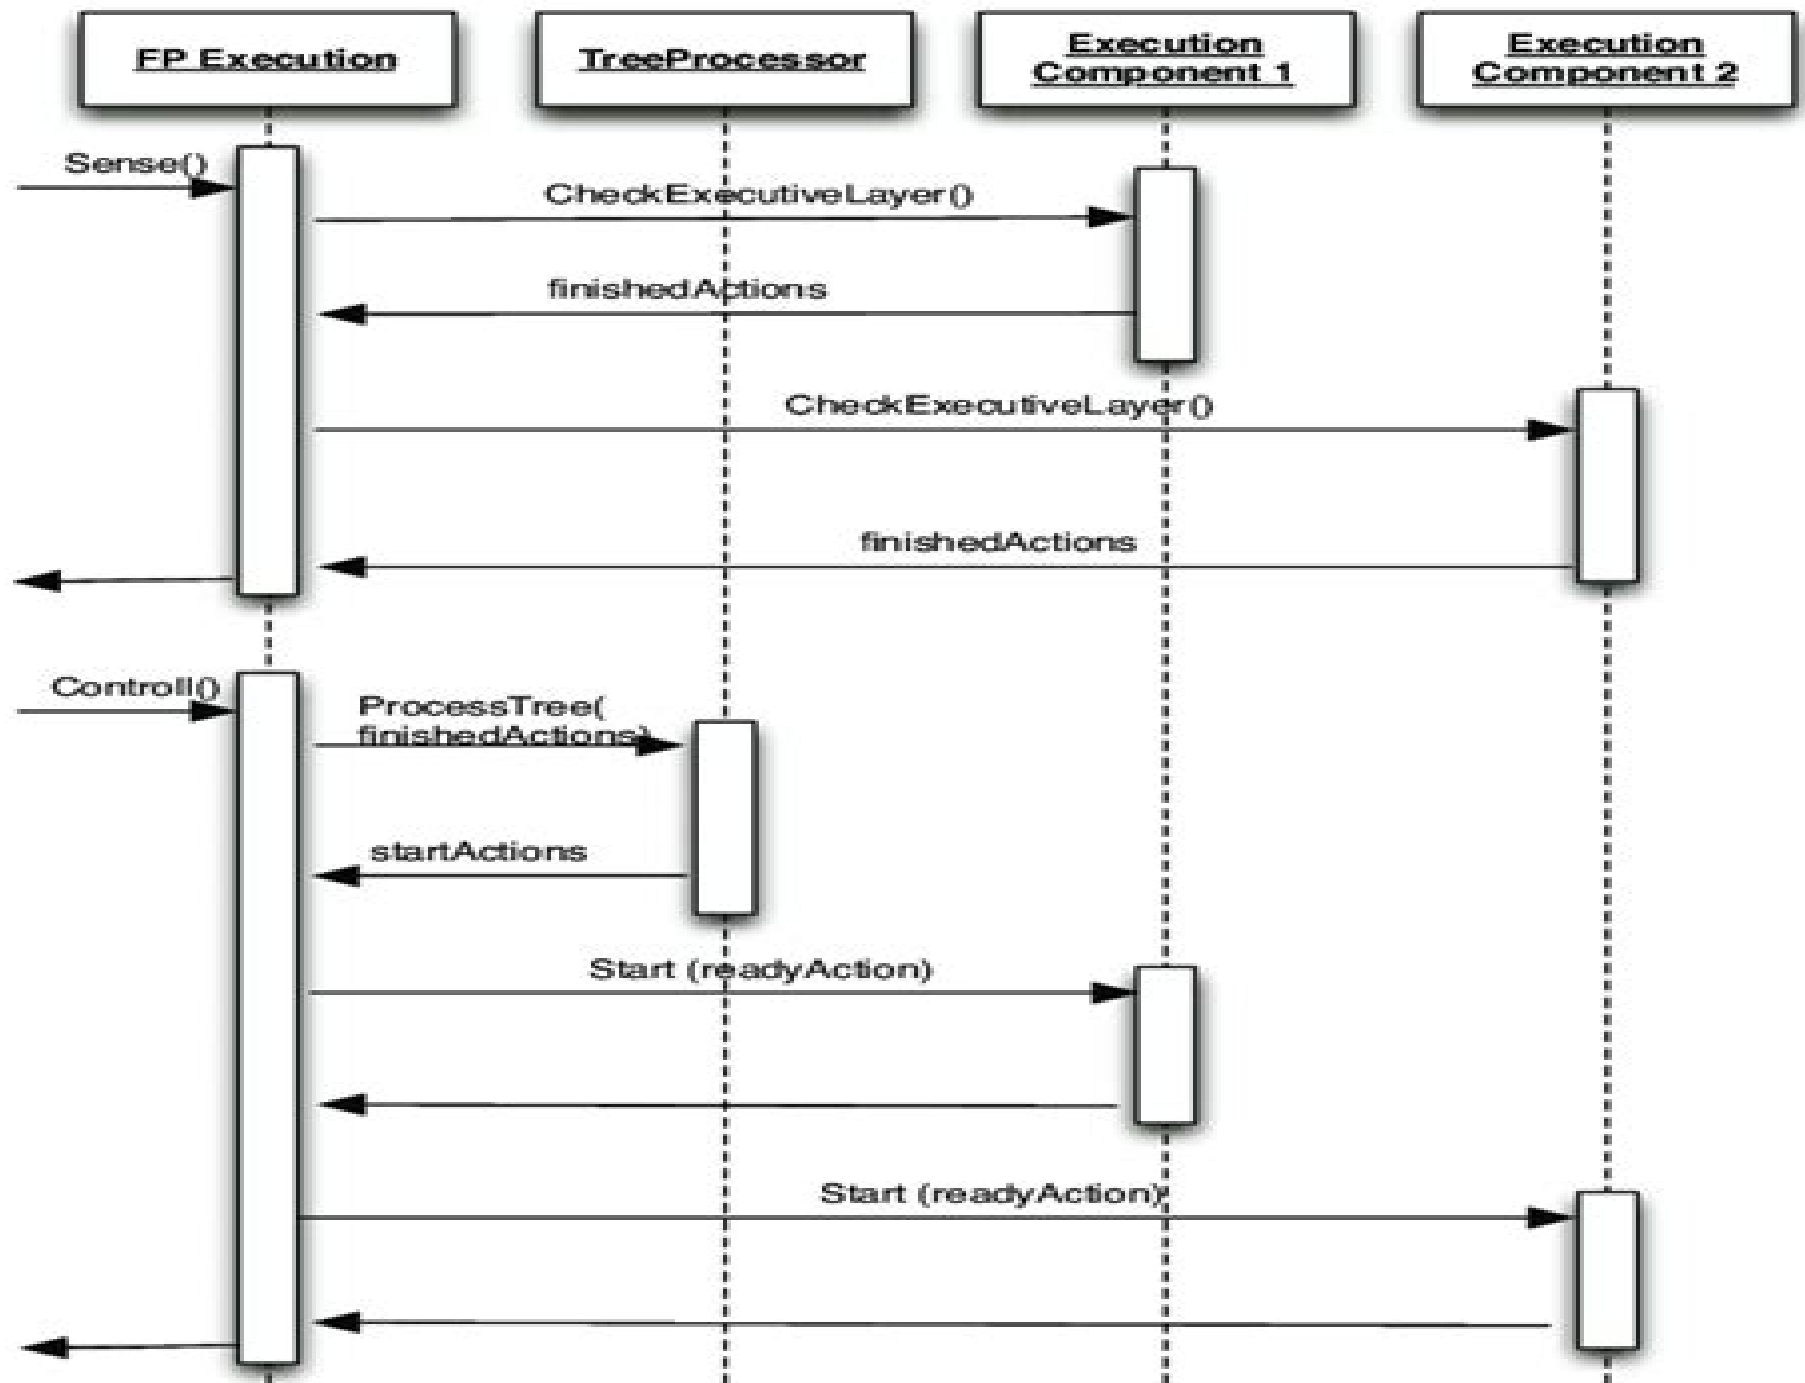 FP Execution
TreeProcessor
Execution
Component 1
Execution
Component 2
Sense()
CheckExecutiveLayer()
finishedActions
CheckExecutiveLayer()
finishedActions
Controll()
ProcessTree(
finishedActions)
startActions
Start (readyAction)
Start (readyAction)